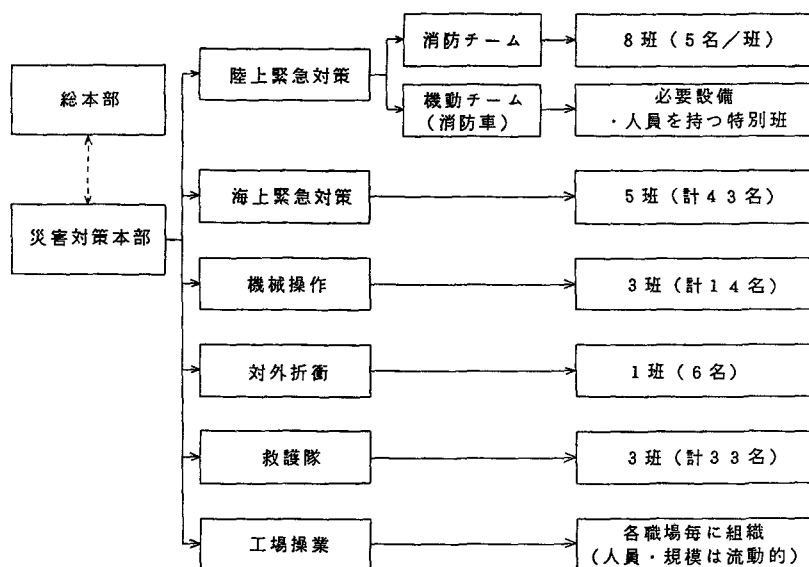 総本部
災害対策本部
陸上緊急対策
消防チーム
8班(5名/班)
機動チーム
(消防車)
必要設備
・人員を持つ特別班
海上緊急対策
5班(計43名)
機械操作
3班(計14名)
対外折衝
1班(6名)
救護隊
3班(計33名)
工場操業
各職場毎に組織
(人員・規模は流動的)